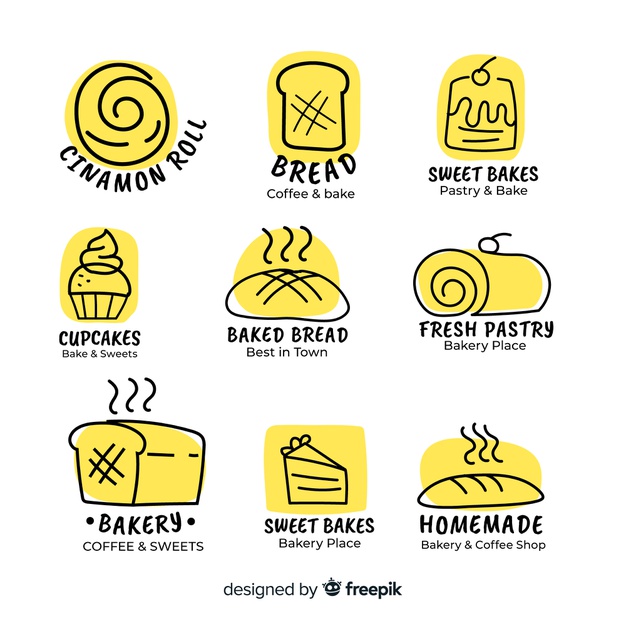 CINAMON ROLL
BREAD
Coffee & bake
SWEET BAKES
Pastry & Bake
CUPCAKES
Bake & Sweets
BAKED BREAD
Best in Town
FRESH PASTRY
Bakery Place
• BAKERY •
COFFEE & SWEETS
SWEET BAKES
Bakery Place
HOMEMADE
Bakery & Coffee Shop
designed by freepik